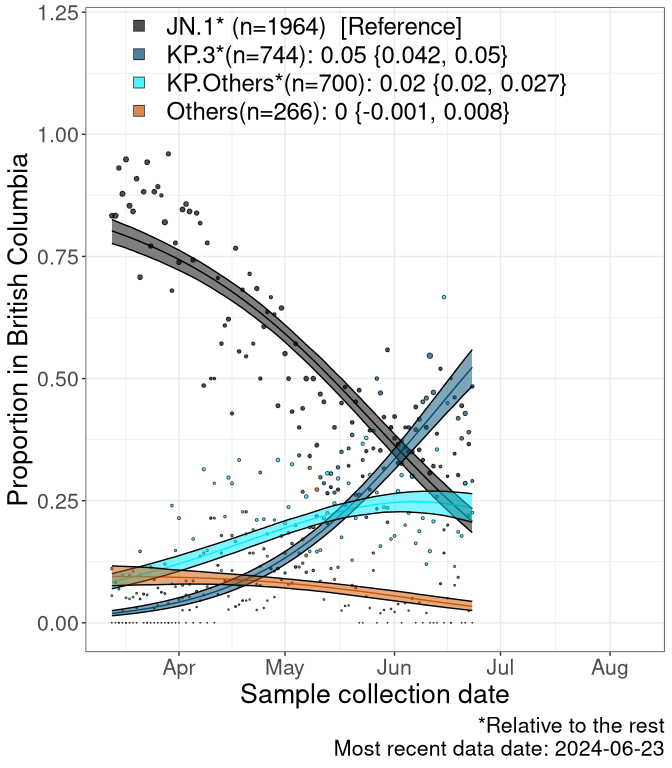 JN.1* (n=1964)  [Reference]
KP.3*(n=744): 0.05 {0.042, 0.05}
KP.Others*(n=700): 0.02 {0.02, 0.027}
Others(n=266): 0 {-0.001, 0.008}
Proportion in British Columbia
1.25
1.00
0.75
0.50
0.25
0.00
Apr May Jun Jul Aug
Sample collection date
*Relative to the rest
Most recent data date: 2024-06-23